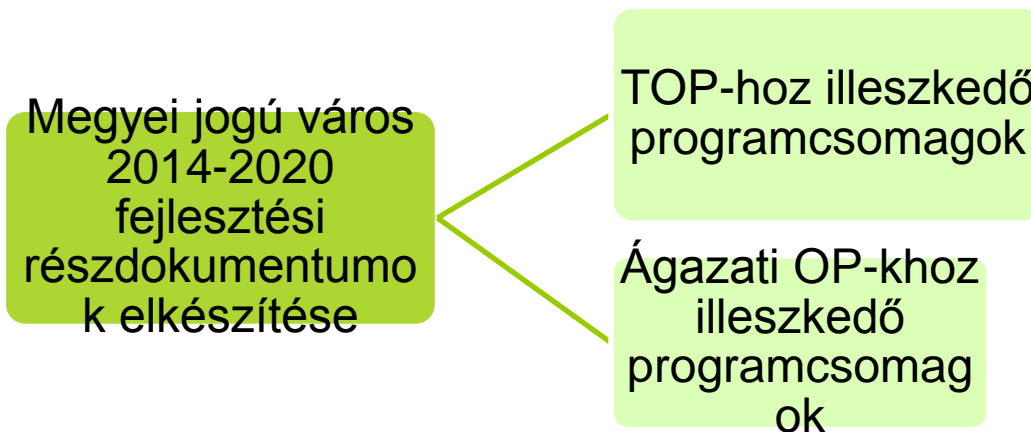 Megyei jogú város
2014-2020
fejlesztési
részdokumentumo
k elkészítése
TOP-hoz illeszkedő
programcsomagok
Ágazati OP-khoz
illeszkedő
programcsomag
ok